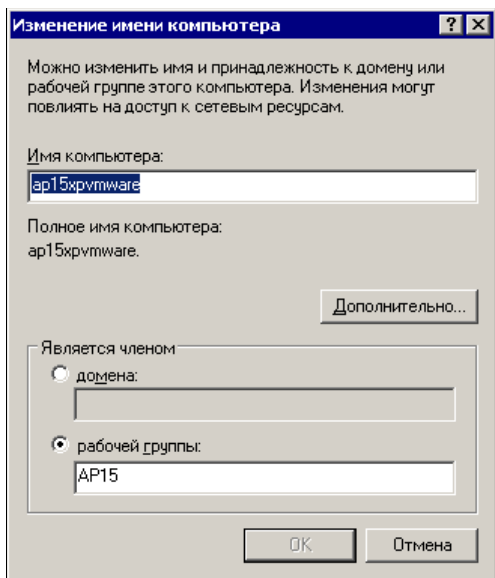 Изменение имени компьютера
Можно изменить имя и принадлежность к домену или
рабочей группе этого компьютера. Изменения могут
повлиять на доступ к сетевым ресурсам.
Имя компьютера:
ap15xpvmware
Полное имя компьютера:
ap15xpvmware.
Дополнительно...
Является членом
домена:
рабочей группы:
AP15
OK
Отмена